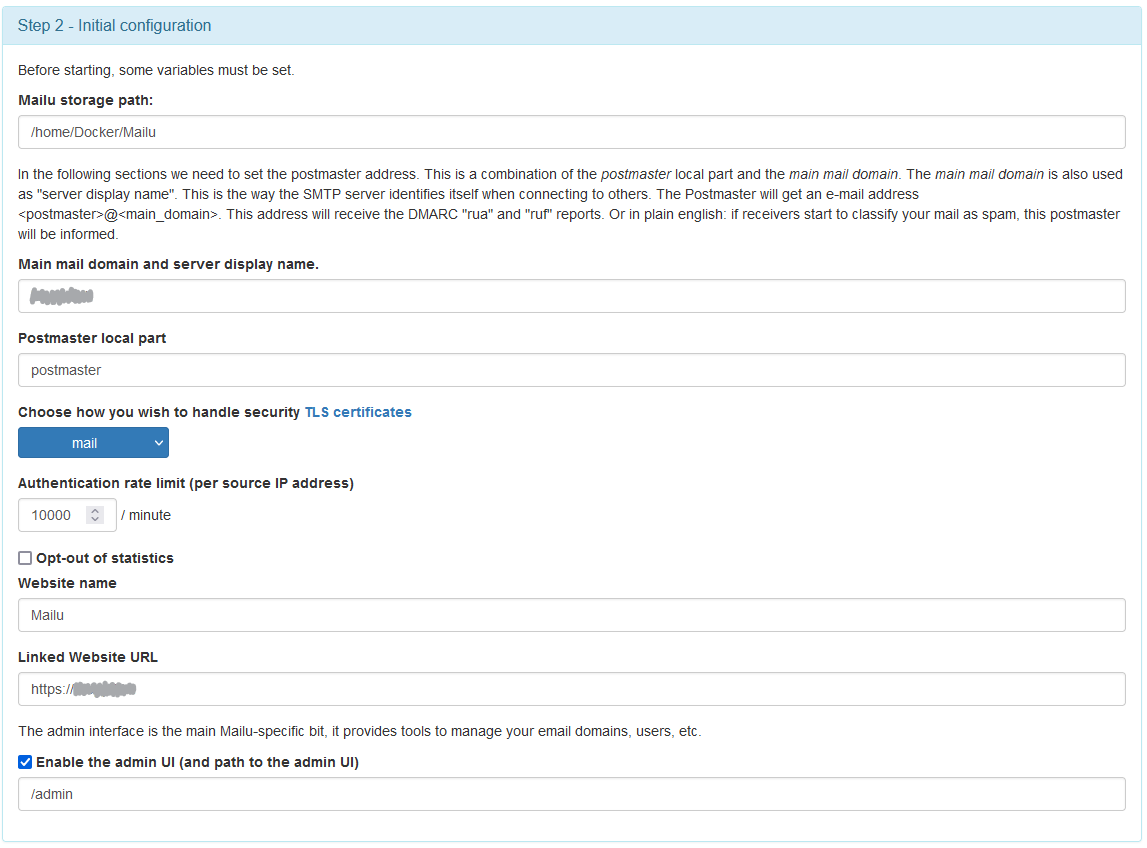 Step 2 - Initial configuration
Before starting, some variables must be set.
Mailu storage path:
/home/Docker/Mailu
In the following sections we need to set the postmaster address. This is a combination of the postmaster local part and the main mail domain. The main mail domain is also used
as "server display name". This is the way the SMTP server identifies itself when connecting to others. The Postmaster will get an e-mail address
<postmaster>@<main_domain>. This address will receive the DMARC "rua" and "ruf" reports. Or in plain english: if receivers start to classify your mail as spam, this postmaster
will be informed.
Main mail domain and server display name.
Postmaster local part
postmaster
Choose how you wish to handle security TLS certificates
mail
Authentication rate limit (per source IP address)
10000 / minute
Opt-out of statistics
Website name
Mailu
Linked Website URL
https://
The admin interface is the main Mailu-specific bit, it provides tools to manage your email domains, users, etc.
Enable the admin UI (and path to the admin UI)
/admin